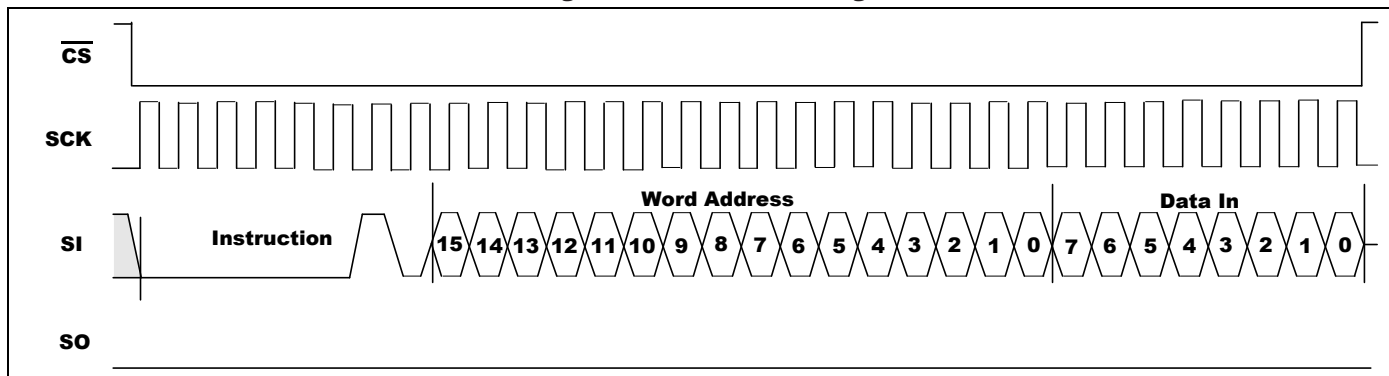 CS
SCK
Word Address
Data In
SI
Instruction
15 14 13 12 11 10 9 8 7 6 5 4 3 2 1 0 7 6 5 4 3 2 1 0
SO